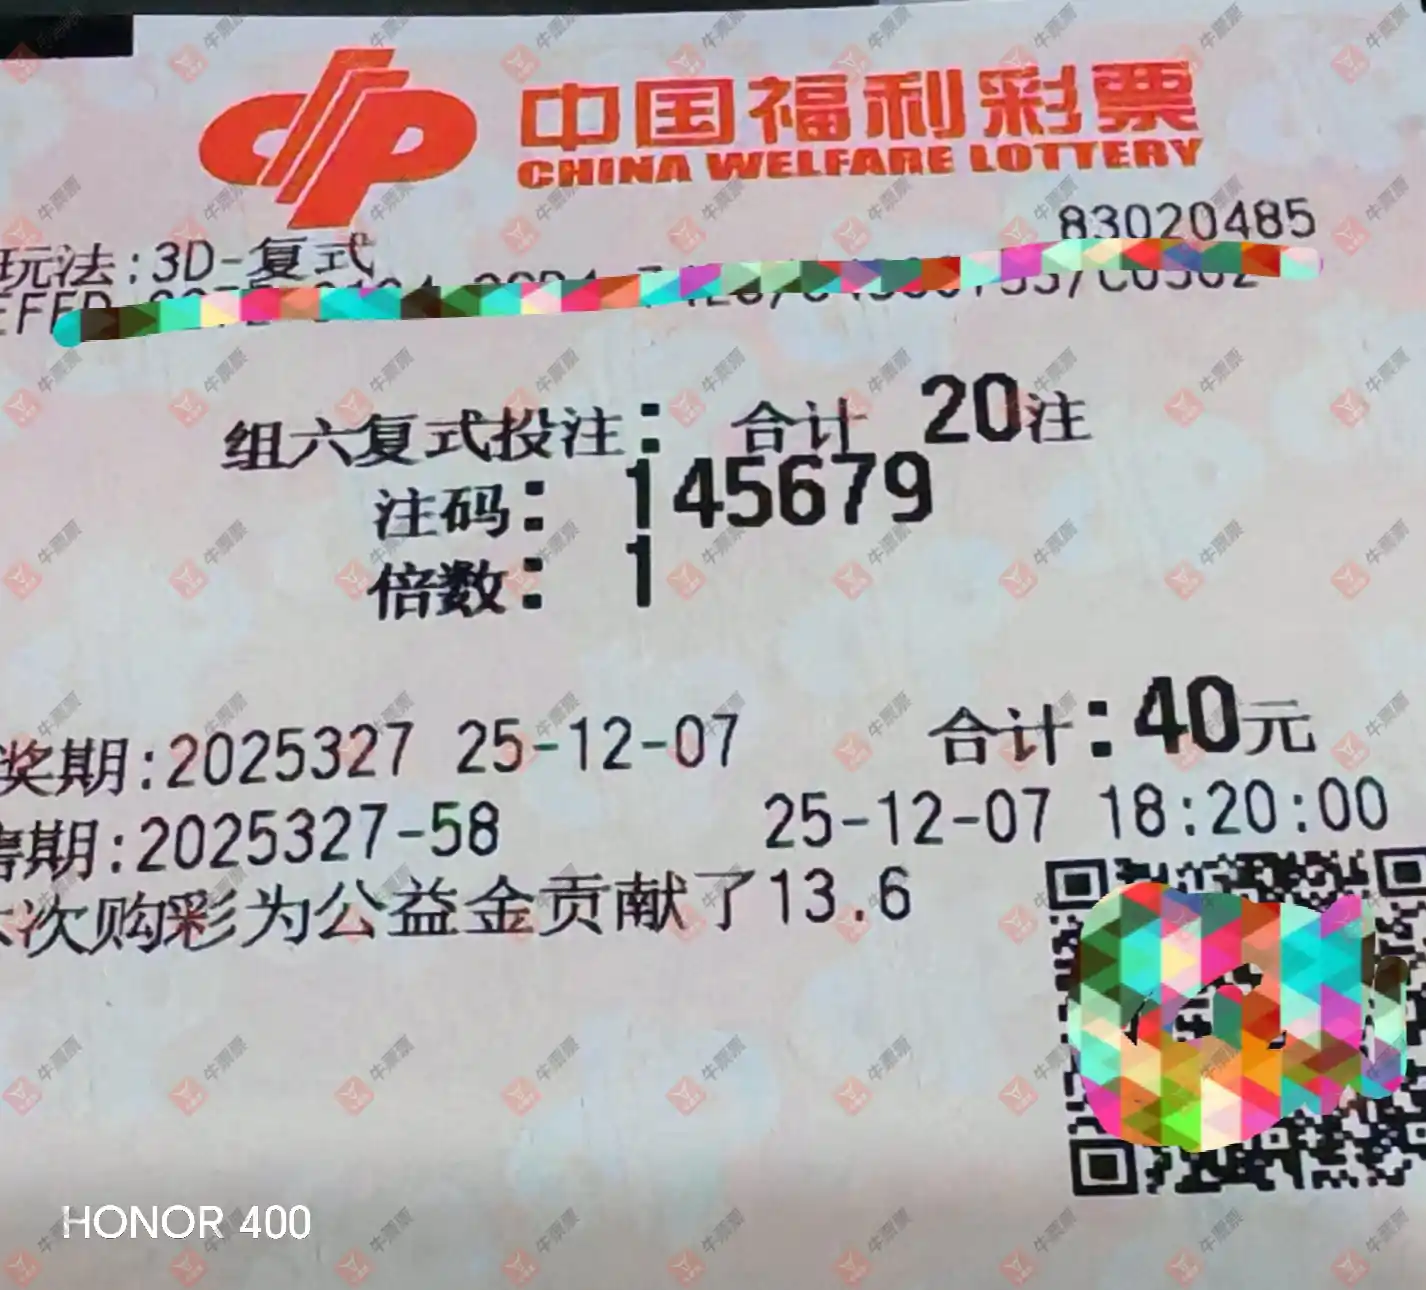 中国福利彩票
CHINA WELFARE LOTTERY
83020485
玩法:3D-复式
组六复式投注: 合计 20注
注码: 145679
倍数: 1
奖期:2025327 25-12-07 合计:40元
售期:2025327-58 25-12-07 18:20:00
次购彩为公益金贡献了13.6
HONOR 400
牛票票